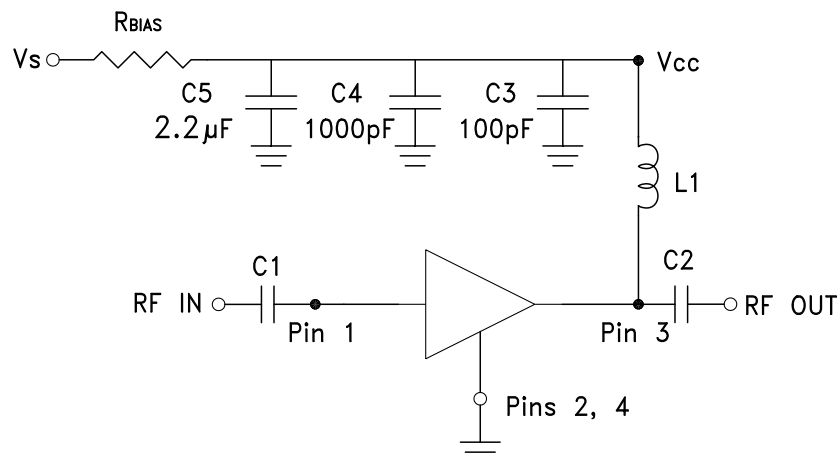 RBIAS
Vs
Vcc
C5
2.2µF
C4
1000pF
C3
100pF
L1
C1
C2
RF IN
RF OUT
Pin 1
Pin 3
Pins 2, 4